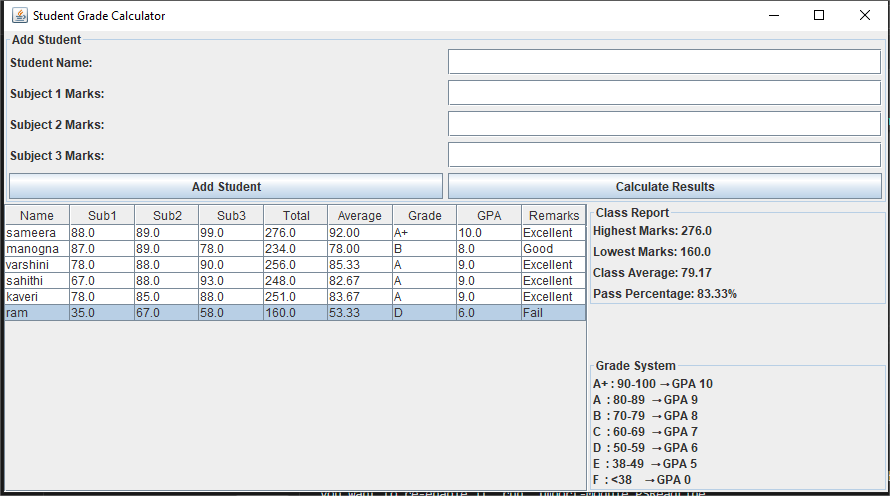 Student Grade Calculator
Add Student
Student Name:
Subject 1 Marks:
Subject 2 Marks:
Subject 3 Marks:
Add Student Calculate Results
Name Sub1 Sub2 Sub3 Total Average Grade GPA Remarks
sameera 88.0 89.0 99.0 276.0 92.00 A+ 10.0 Excellent
manogna 87.0 89.0 78.0 234.0 78.00 B 8.0 Good
varshini 78.0 88.0 90.0 256.0 85.33 A 9.0 Excellent
sahithi 67.0 88.0 93.0 248.0 82.67 A 9.0 Excellent
kaveri 78.0 85.0 88.0 251.0 83.67 A 9.0 Excellent
ram 35.0 67.0 58.0 160.0 53.33 D 6.0 Fail
Class Report
Highest Marks: 276.0
Lowest Marks: 160.0
Class Average: 79.17
Pass Percentage: 83.33%
Grade System
A+ : 90-100 →GPA 10
A : 80-89 →GPA 9
B : 70-79 →GPA 8
C : 60-69 →GPA 7
D : 50-59 →GPA 6
E : 38-49 →GPA 5
F : <38 →GPA 0